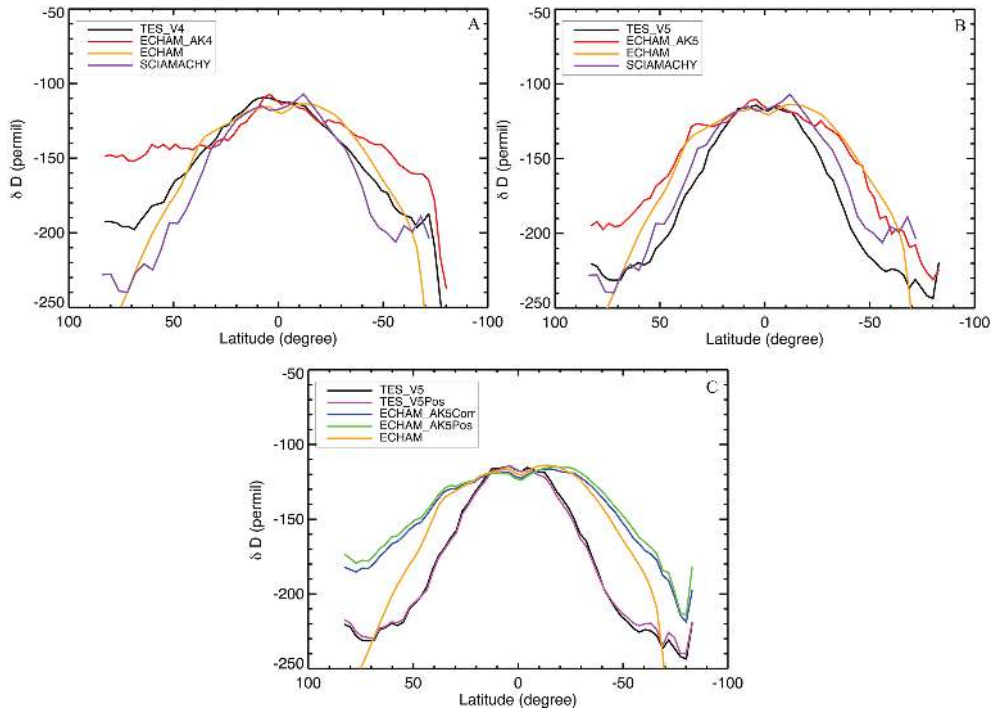 A
TES_V4
ECHAM_AK4
ECHAM
SCIAMACHY
-50
-100
-150
-200
-250
δ D (permil)
100 50 0 -50 -100
Latitude (degree)
B
TES_V5
ECHAM_AK5
ECHAM
SCIAMACHY
-50
-100
-150
-200
-250
δ D (permil)
100 50 0 -50 -100
Latitude (degree)
C
TES_V5
TES_V5Pos
ECHAM_AK5Corr
ECHAM_AK5Pos
ECHAM
-50
-100
-150
-200
-250
δ D (permil)
100 50 0 -50 -100
Latitude (degree)